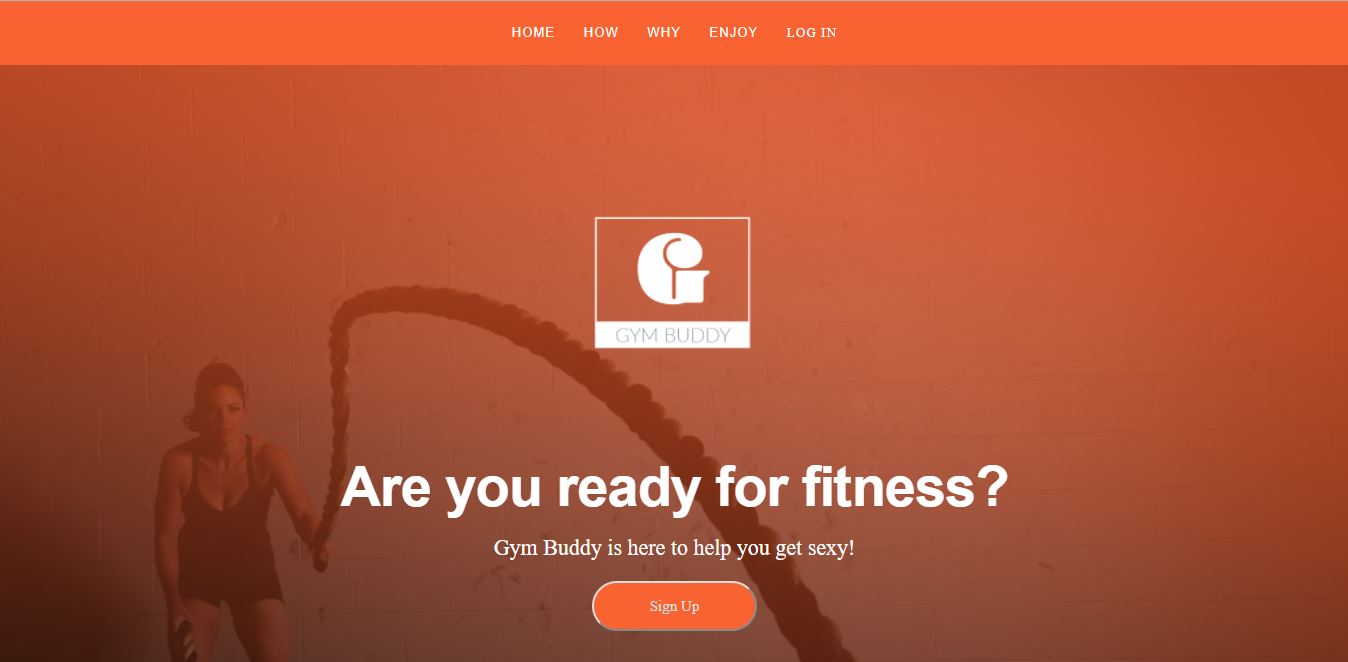 HOME HOW WHY ENJOY LOG IN
G
GYM BUDDY
Are you ready for fitness?
Gym Buddy is here to help you get sexy!
Sign Up